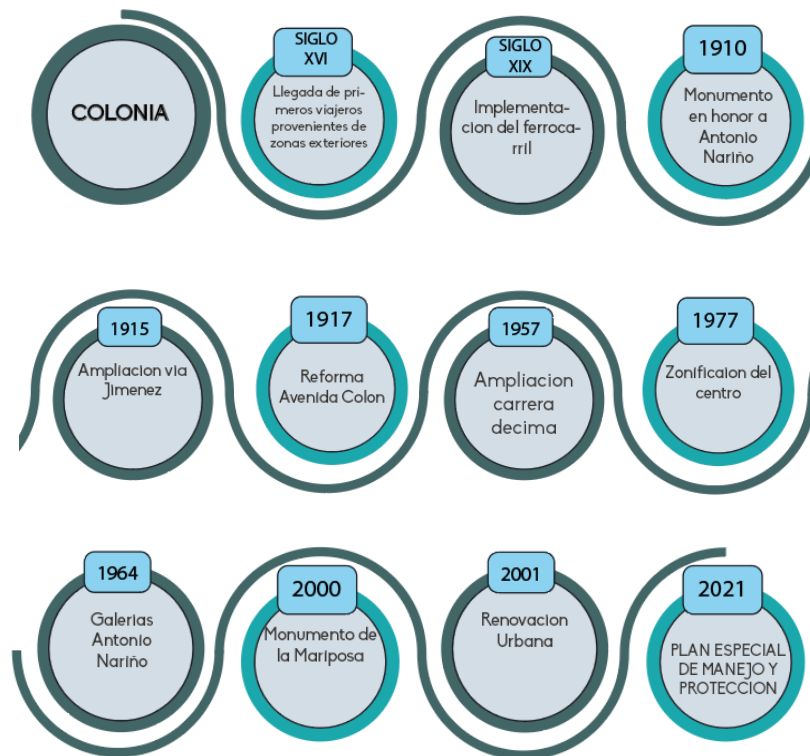 COLONIA
SIGLO
XVI
Llegada de pri-
meros viajeros
provenientes de
zonas exteriores
SIGLO
XIX
Implementa-
cion del ferroca-
rril
1910
Monumento
en honor a
Antonio
Nariño
1915
Ampliacion via
Jimenez
1917
Reforma
Avenida Colon
1957
Ampliacion
carrera
decima
1977
Zonificaion del
centro
1964
Galerias
Antonio
Nariño
2000
Monumento de
la Mariposa
2001
Renovacion
Urbana
2021
PLAN ESPECIAL
DE MANEJO Y
PROTECCION